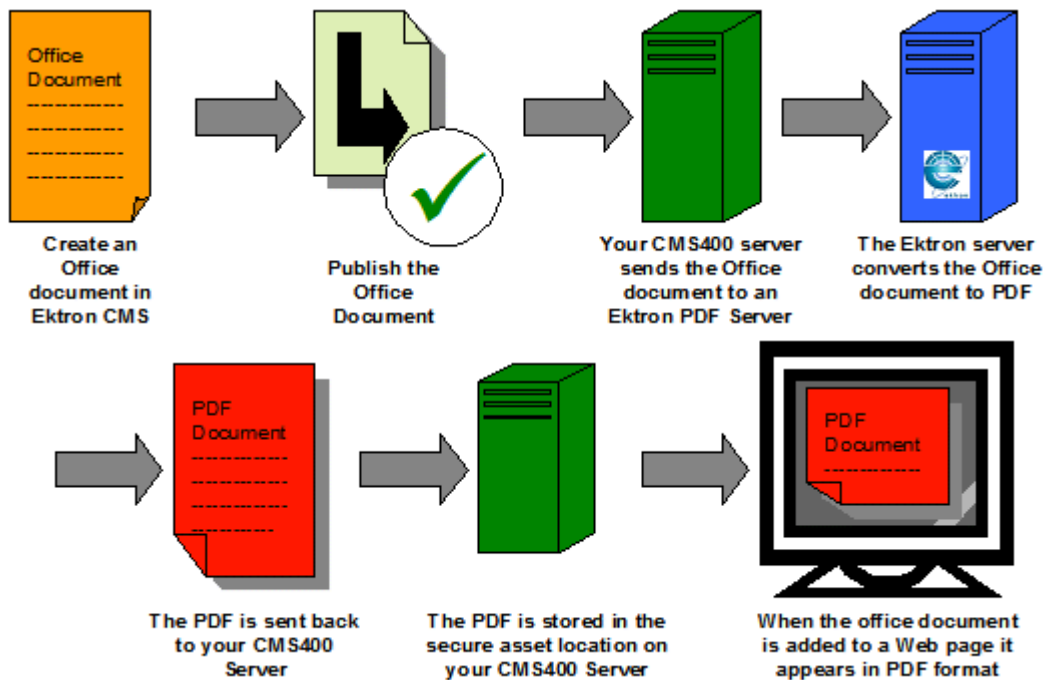 Office
Document
Create an
Office
document in
Ektron CMS
Publish the
Office
Document
Your CMS400 server
sends the Office
document to an
Ektron PDF Server
The Ektron server
converts the Office
document to PDF
PDF
Document
The PDF is sent back
to your CMS400
Server
The PDF is stored in the
secure asset location on
your CMS400 Server
PDF
Document
When the office document
is added to a Web page it
appears in PDF format